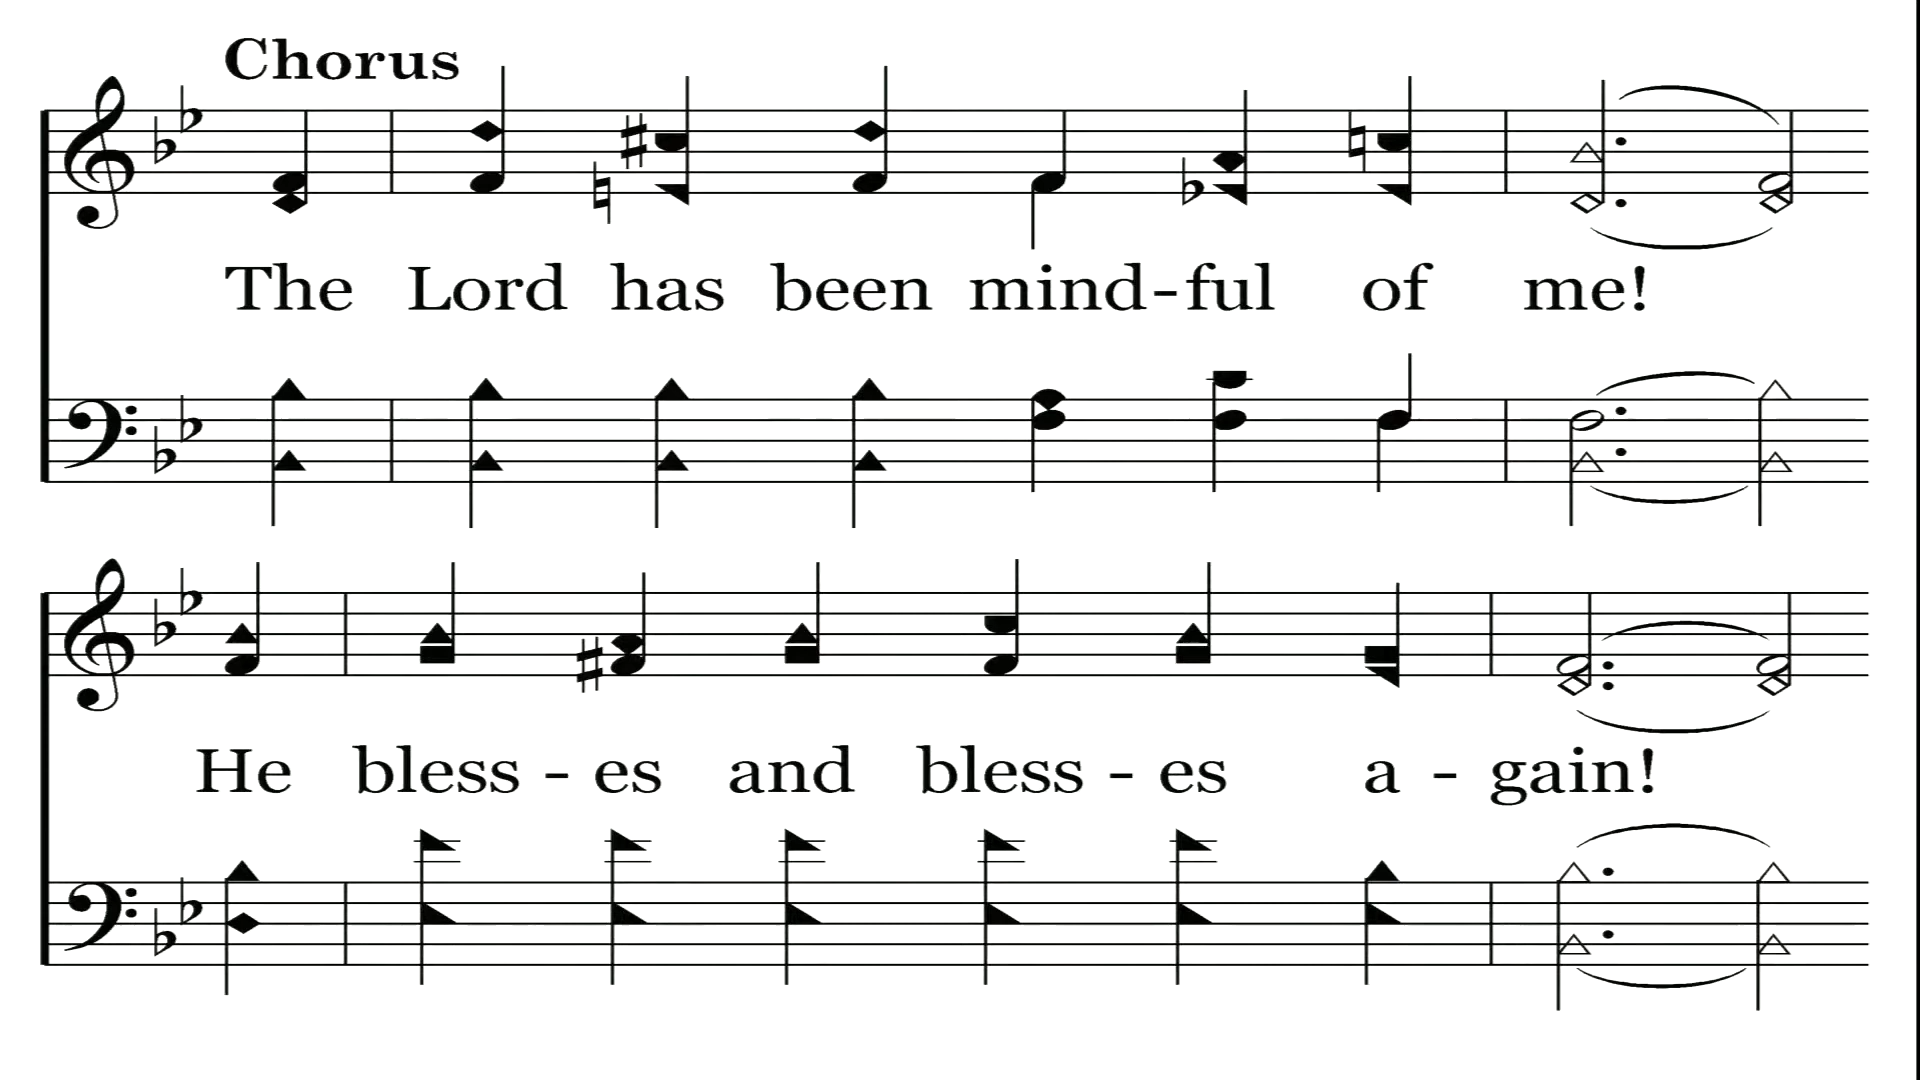 Chorus
The Lord has been mind-ful of me!
He bless - es and bless - es a - gain!